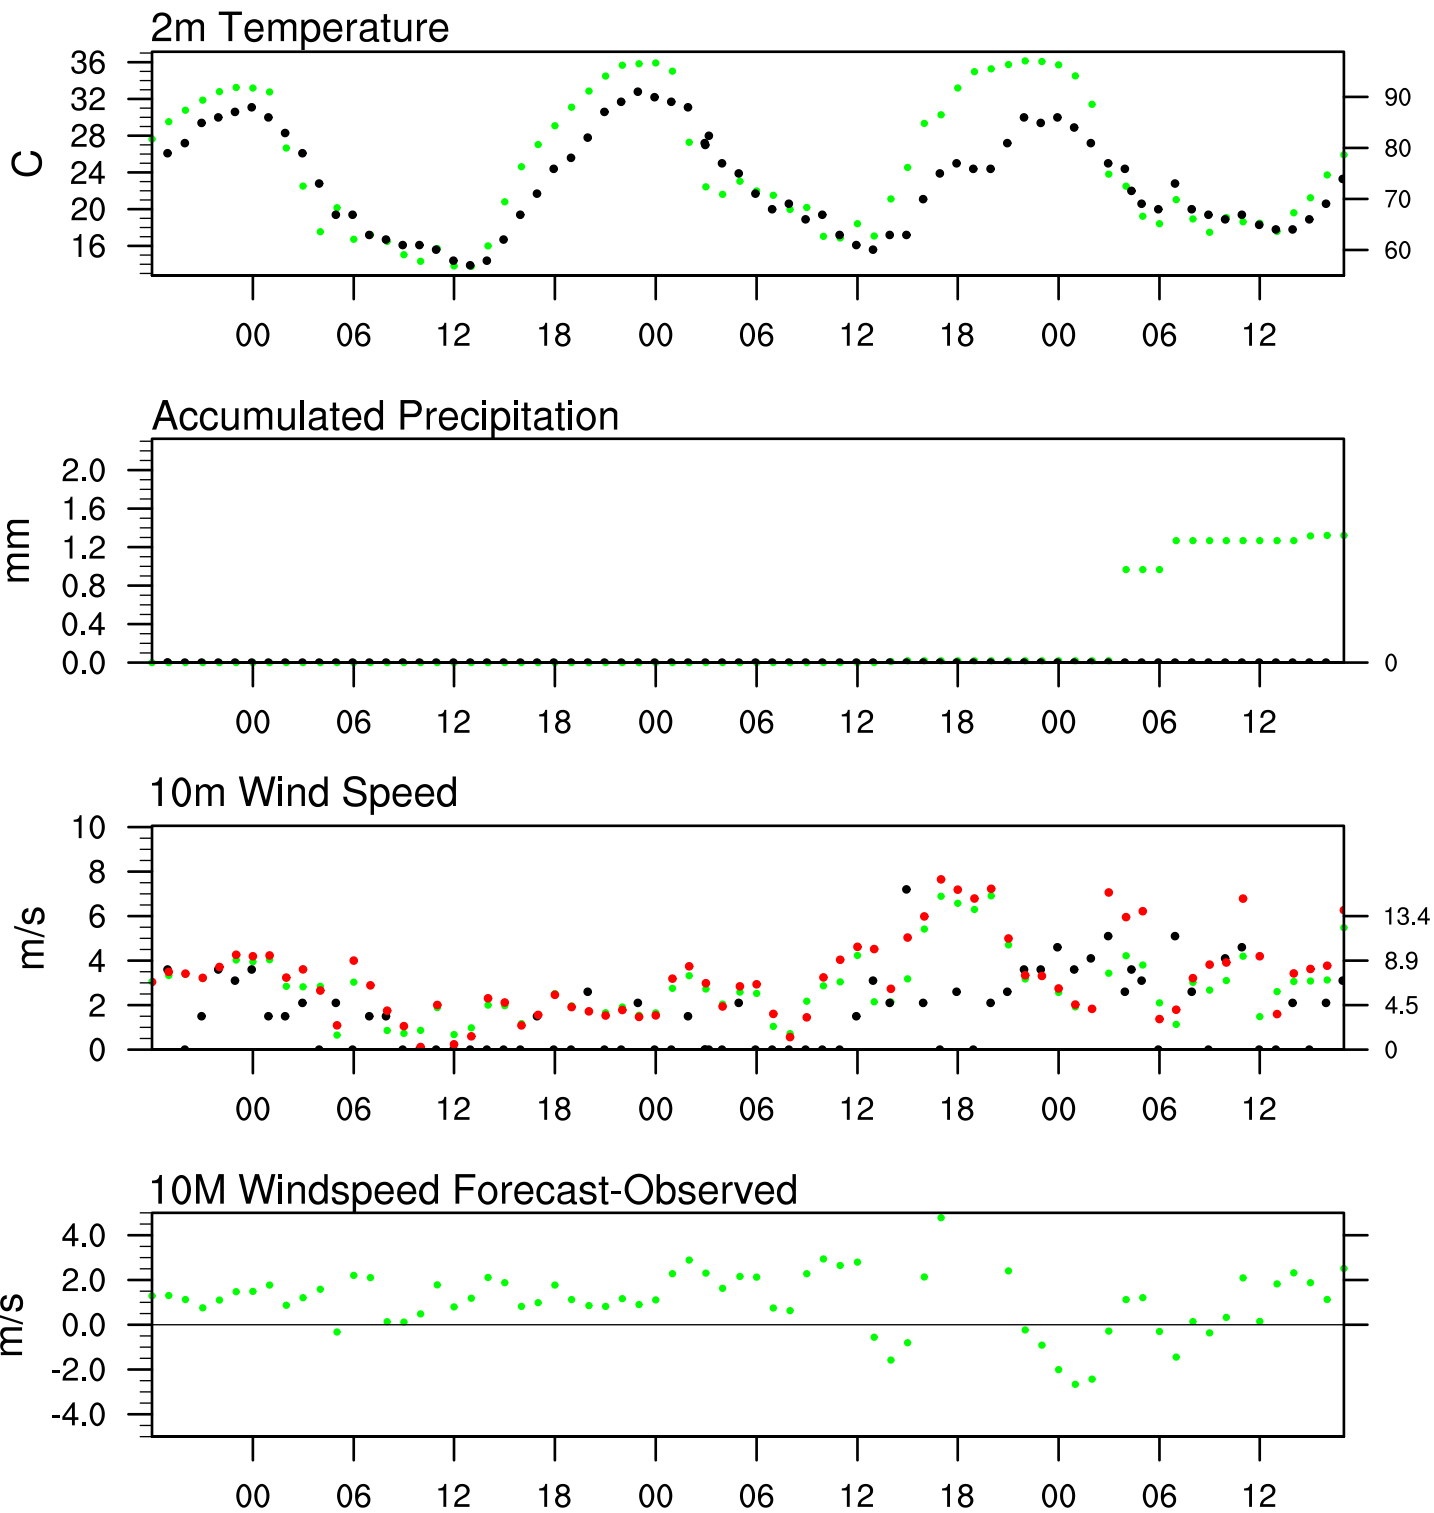 2m Temperature
36
32
28
24
20
16
C
90
80
70
60
00 06 12 18 00 06 12 18 00 06 12
Accumulated Precipitation
2.0
1.6
1.2
0.8
0.4
0.0
mm
0
00 06 12 18 00 06 12 18 00 06 12
10m Wind Speed
10
8
6
4
2
0
m/s
13.4
8.9
4.5
0
00 06 12 18 00 06 12 18 00 06 12
10M Windspeed Forecast-Observed
4.0
2.0
0.0
-2.0
-4.0
m/s
00 06 12 18 00 06 12 18 00 06 12